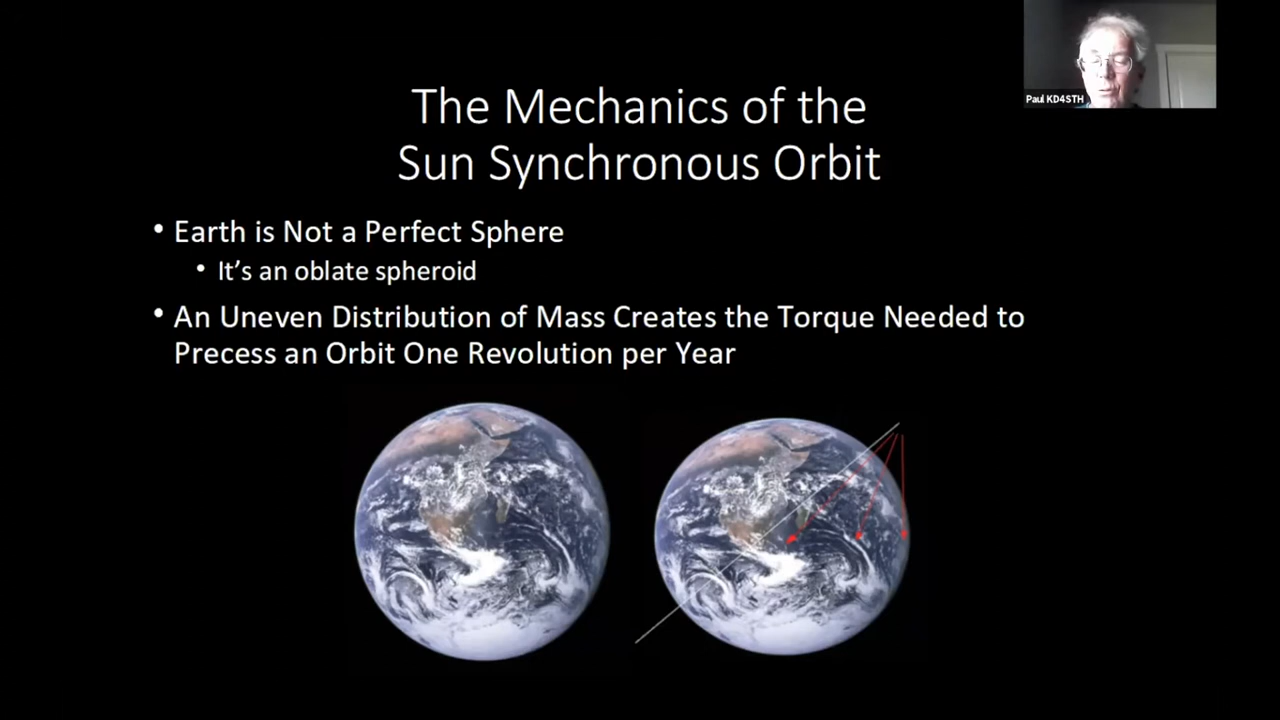 The Mechanics of the
Sun Synchronous Orbit
Paul KD4STH
• Earth is Not a Perfect Sphere
• It’s an oblate spheroid
• An Uneven Distribution of Mass Creates the Torque Needed to
Precess an Orbit One Revolution per Year